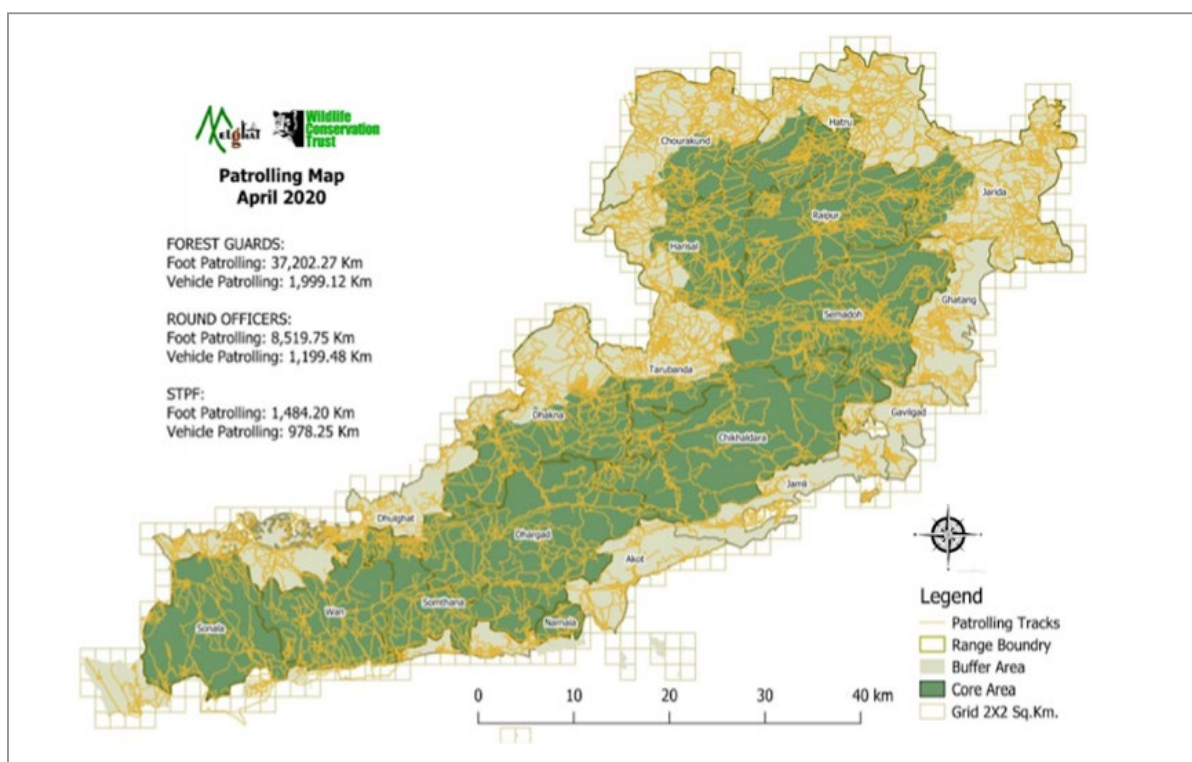 Melghat
Wildlife
Conservation
Trust
Patrolling Map
April 2020
FOREST GUARDS:
Foot Patrolling: 37,202.27 Km
Vehicle Patrolling: 1,999.12 Km
ROUND OFFICERS:
Foot Patrolling: 8,519.75 Km
Vehicle Patrolling: 1,199.48 Km
STPF:
Foot Patrolling: 1,484.20 Km
Vehicle Patrolling: 978.25 Km
Hatru
Chourakund
Jarida
Raipur
Harisal
Ghatang
Semadoh
Tarubanda
Dhakna
Gavilgad
Chikhaldara
Jamli
Dhulghat
Dhargad
Akot
Somthana
Wan
Narnala
Sonala
Legend
Patrolling Tracks
Range Boundry
Buffer Area
Core Area
Grid 2X2 Sq.Km.
0 10 20 30 40 km